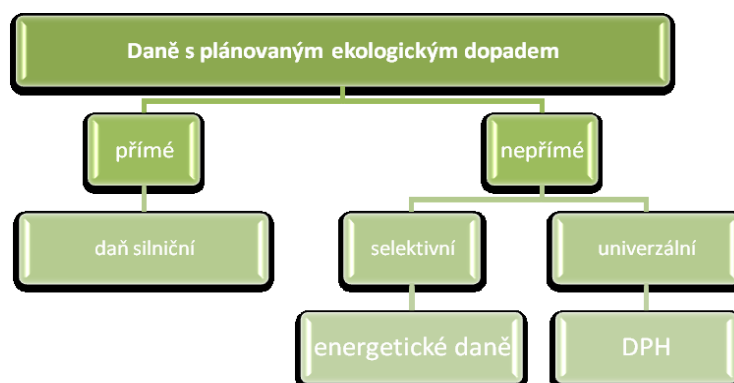 Daně s plánovaným ekologickým dopadem
přímé
nepřímé
daň silniční
selektivní
univerzální
energetické daně
DPH